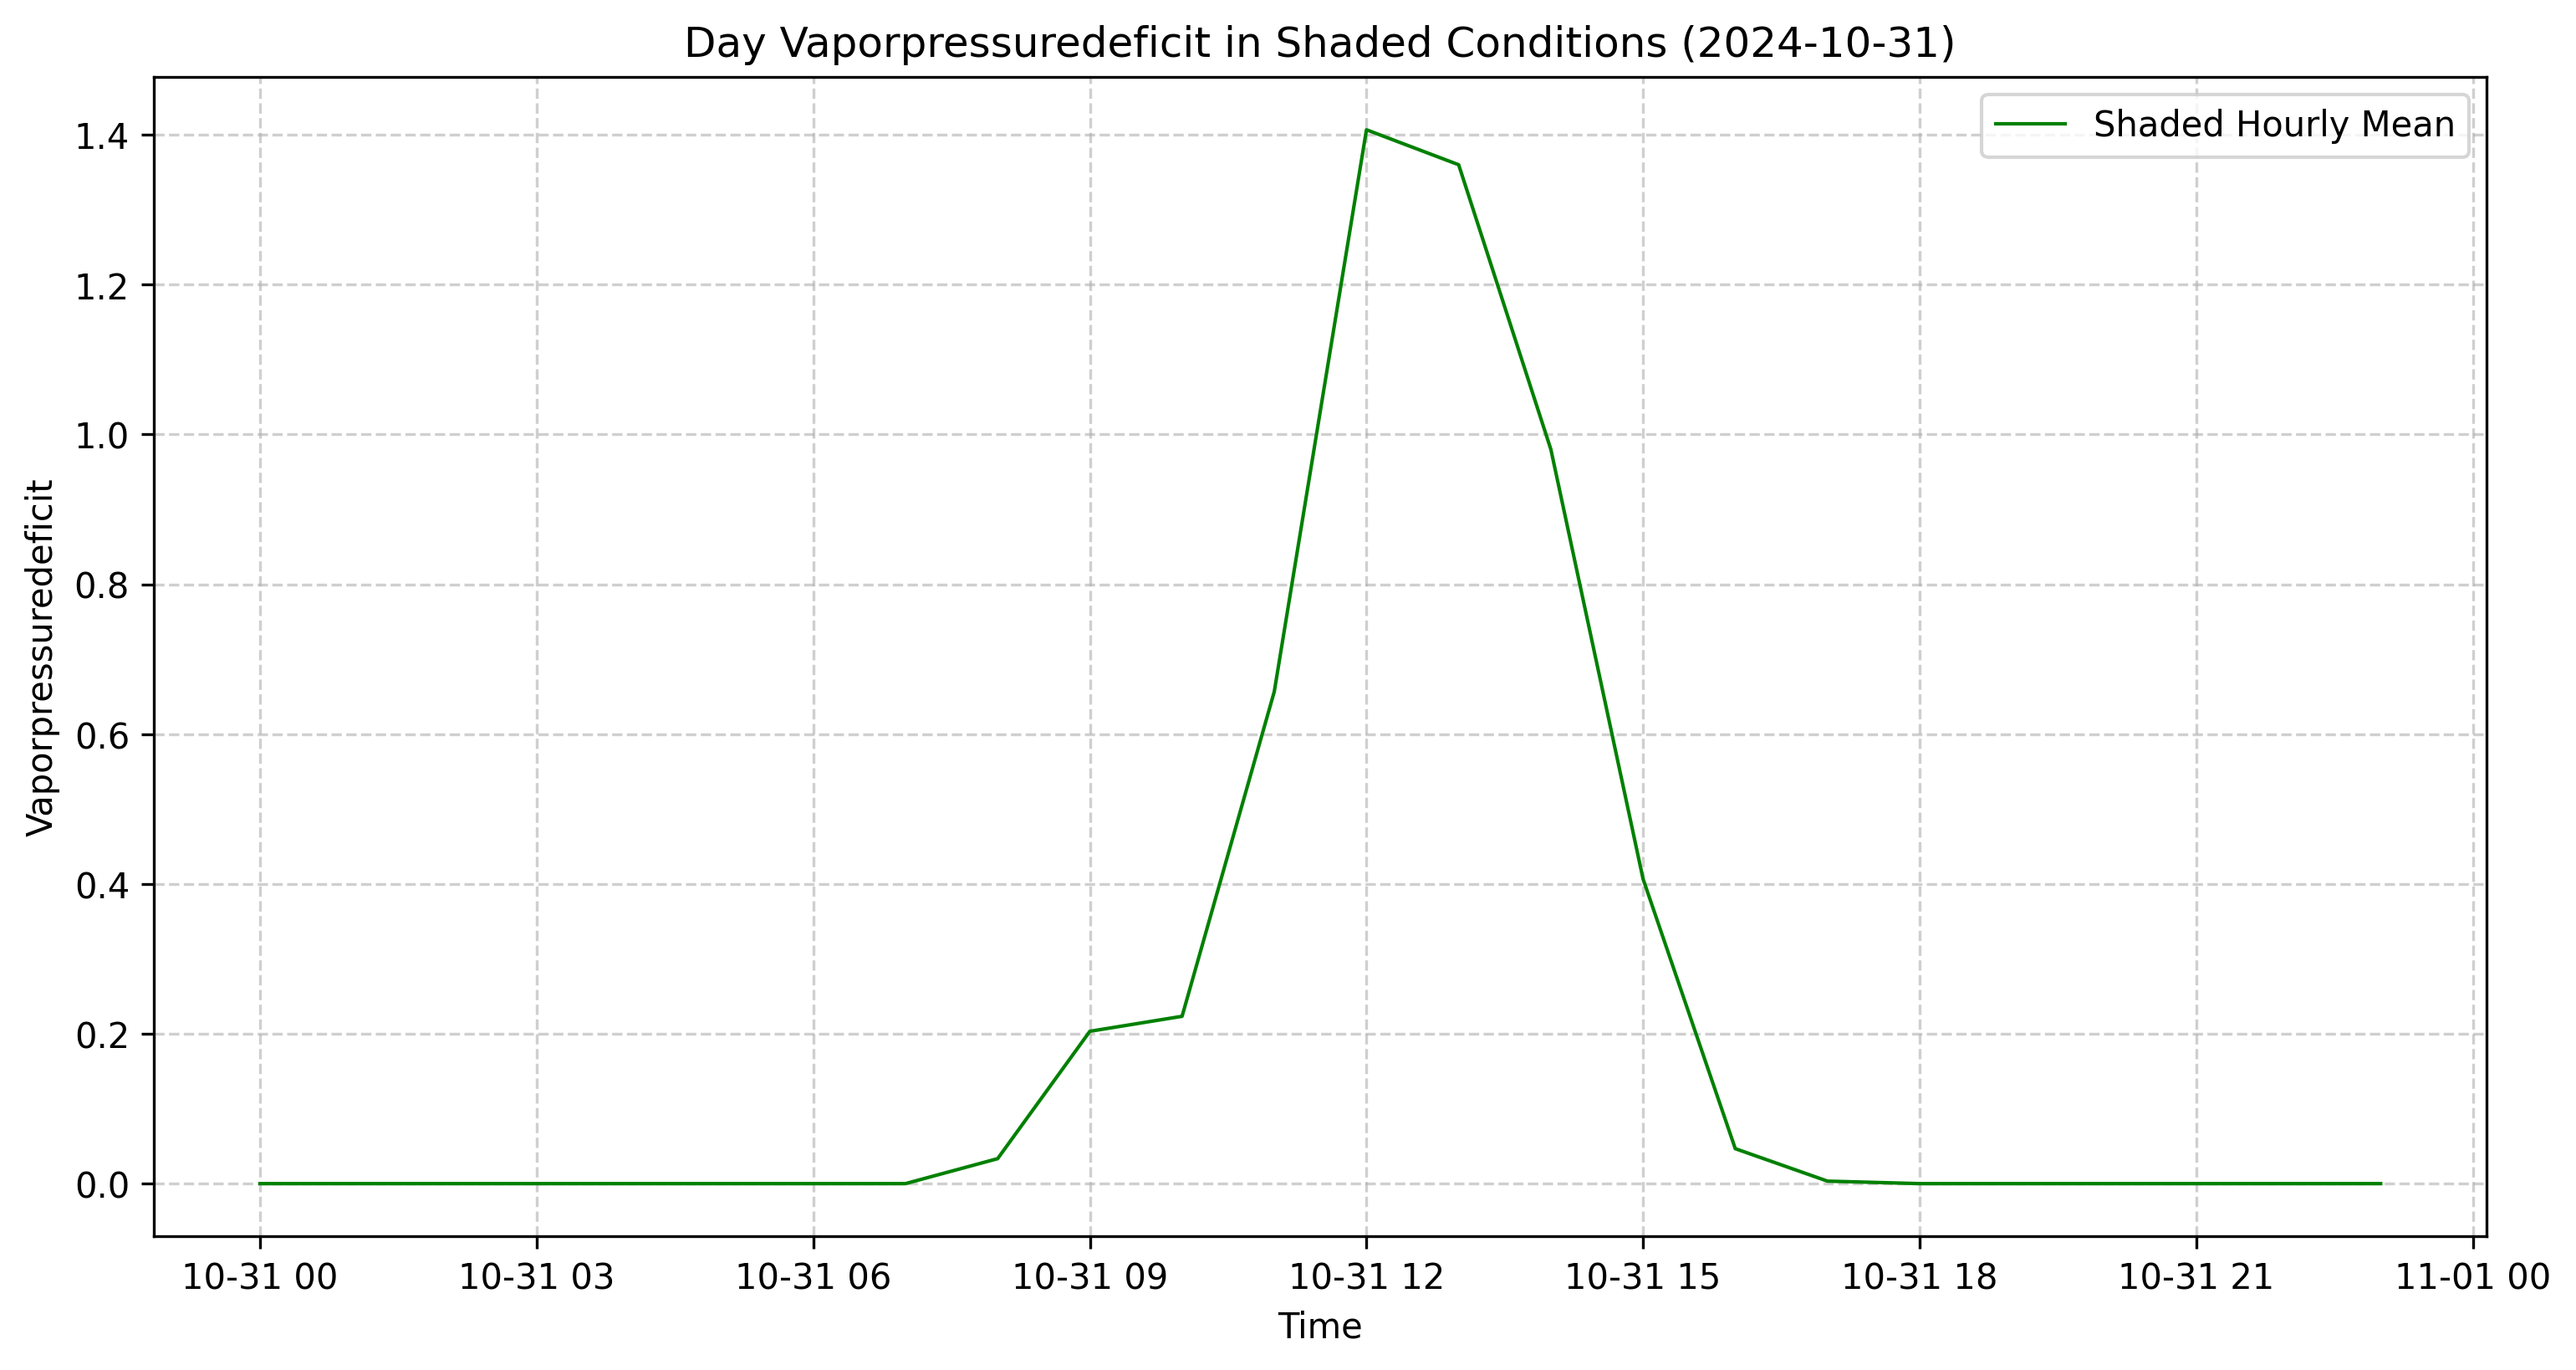 Day Vaporpressuredeficit in Shaded Conditions (2024-10-31)
Shaded Hourly Mean
Vaporpressuredeficit
1.4
1.2
1.0
0.8
0.6
0.4
0.2
0.0
10-31 00 10-31 03 10-31 06 10-31 09 10-31 12 10-31 15 10-31 18 10-31 21 11-01 00
Time